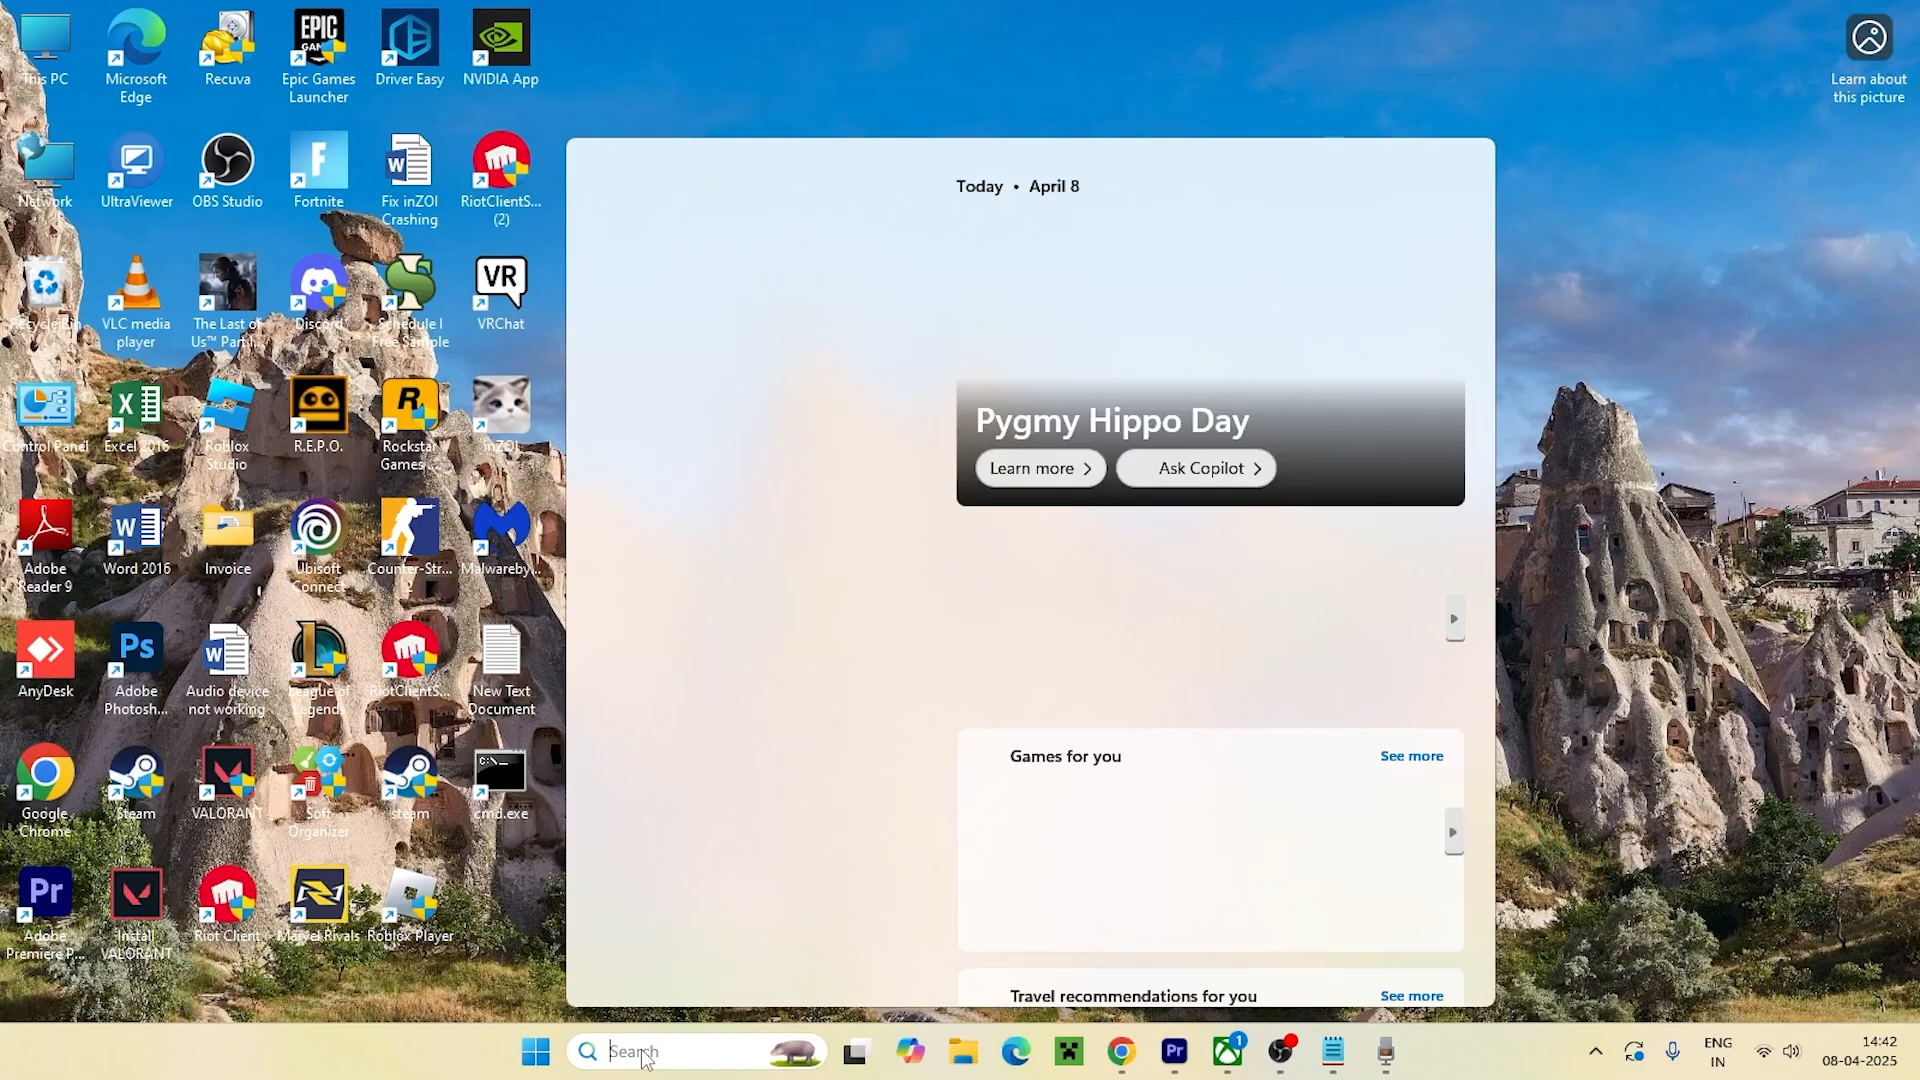 This PC
Microsoft
Edge
Recuva
Epic Games
Launcher
Driver Easy
NVIDIA App
Learn about
this picture
Network
UltraViewer
OBS Studio
Fortnite
Fix inZOI
Crashing
RiotClientS...
(2)
Recycle Bin
VLC media
player
The Last of
Us™ Part I...
Discord
Schedule I
Free Sample
VRChat
Control Panel
Excel 2016
Roblox
Studio
R.E.P.O.
Rockstar
Games ...
inZOI
Adobe
Reader 9
Word 2016
Invoice
Ubisoft
Connect
Counter-Str...
2
Malwareby...
AnyDesk
Adobe
Photosh...
Audio device
not working
League of
Legends
RiotClientS...
New Text
Document
Google
Chrome
Steam
VALORANT
Soft
Organizer
steam
cmd.exe
Adobe
Premiere P...
Install
VALORANT
Riot Client
Marvel Rivals
Roblox Player
Today • April 8
Pygmy Hippo Day
Learn more
Ask Copilot
Games for you
See more
Travel recommendations for you
See more
Search
1
ENG
IN
14:42
08-04-2025